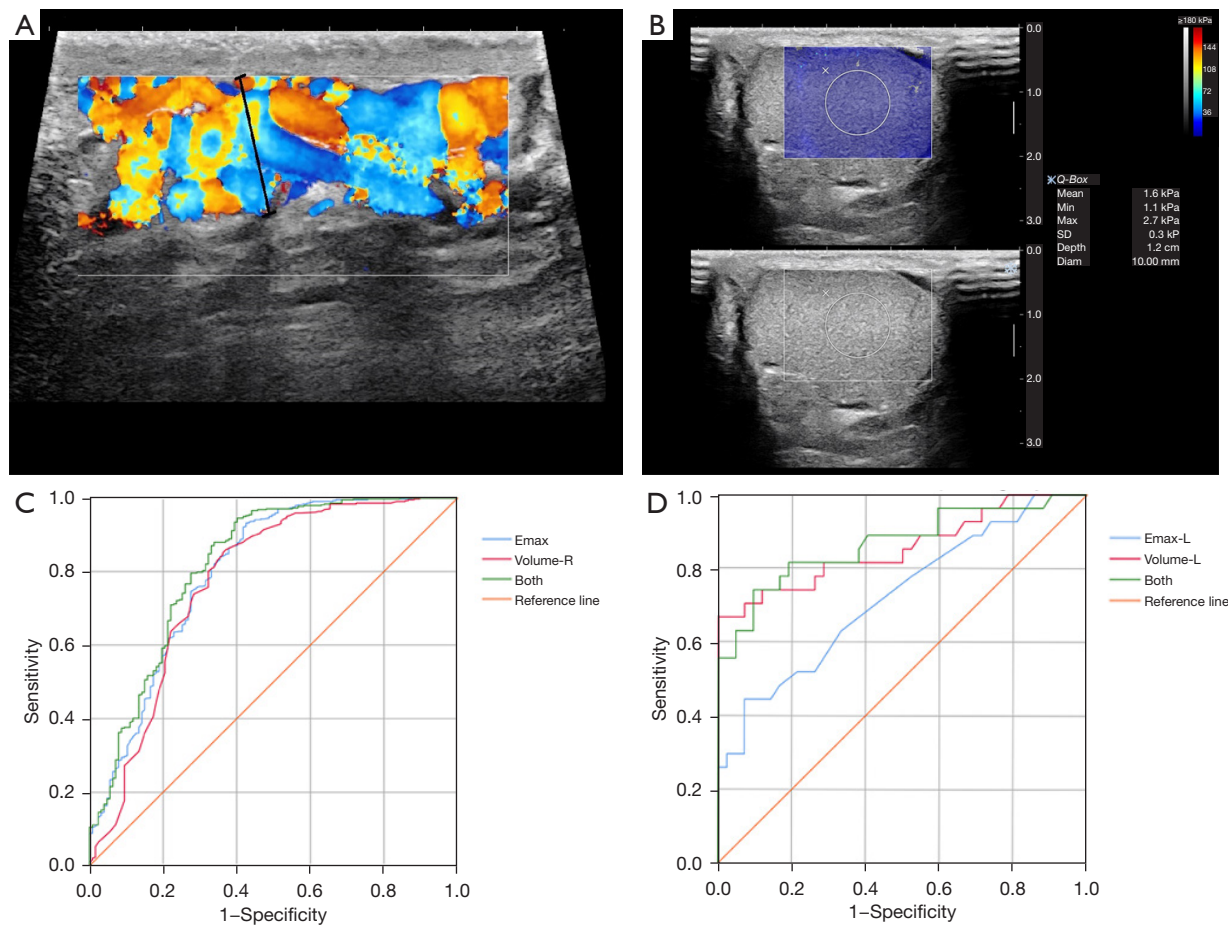 A
B
≥180 kPa
144
108
72
36
0.0
1.0
2.0
3.0
Q-Box
Mean 1.6 kPa
Min 1.1 kPa
Max 2.7 kPa
SD 0.3 kP
Depth 1.2 cm
Diam 10.00 mm
0.0
1.0
2.0
3.0
C
1.0
0.8
0.6
0.4
0.2
0.0
Sensitivity
0.0 0.2 0.4 0.6 0.8 1.0
1–Specificity
Emax
Volume-R
Both
Reference line
D
1.0
0.8
0.6
0.4
0.2
0.0
Sensitivity
0.0 0.2 0.4 0.6 0.8 1.0
1–Specificity
Emax-L
Volume-L
Both
Reference line